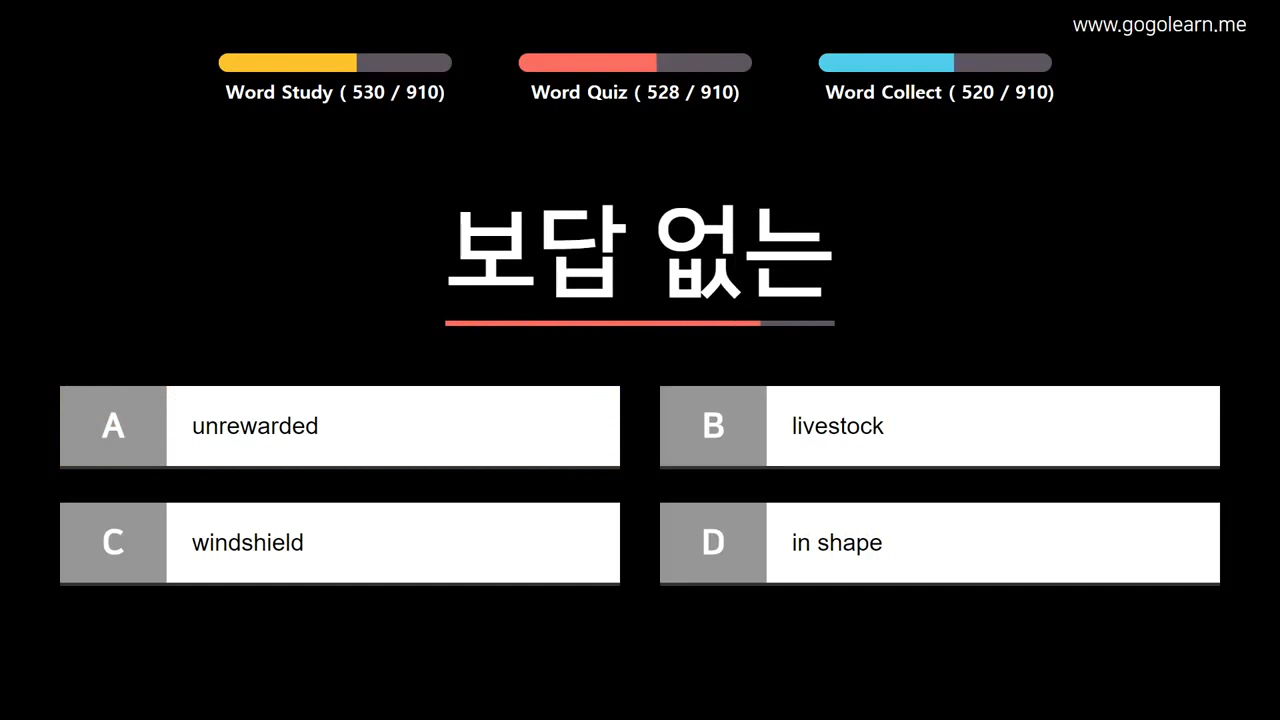 www.gogolearn.me
Word Study ( 530 / 910)
Word Quiz ( 528 / 910)
Word Collect ( 520 / 910)
보답 없는
A unrewarded
B livestock
C windshield
D in shape